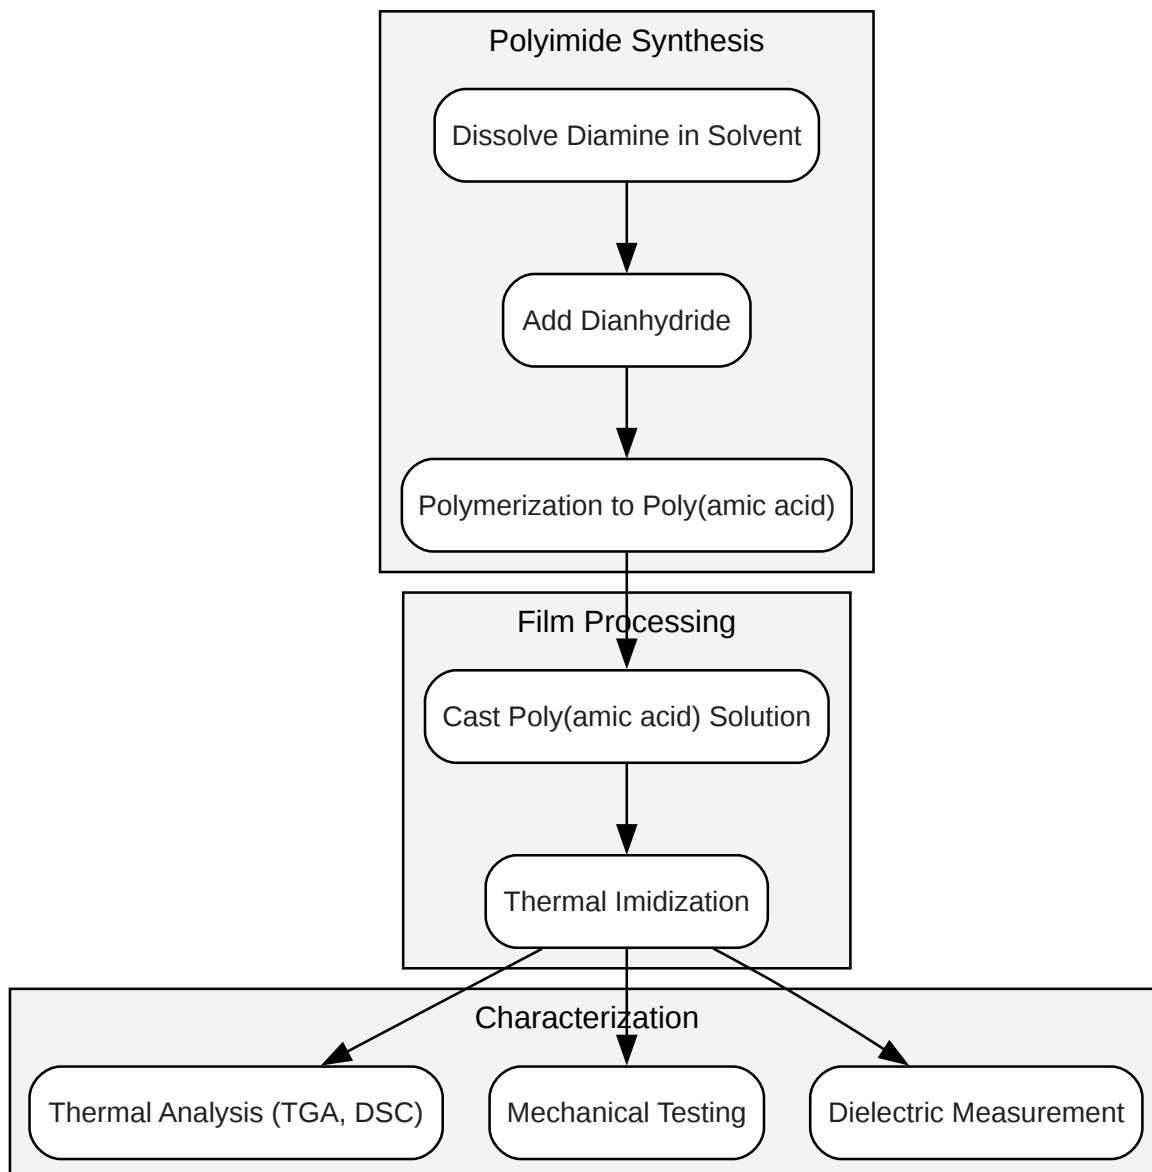 Polyimide Synthesis
Dissolve Diamine in Solvent
Add Dianhydride
Polymerization to Poly(amic acid)
Film Processing
Cast Poly(amic acid) Solution
Thermal Imidization
Characterization
Thermal Analysis (TGA, DSC)
Mechanical Testing
Dielectric Measurement